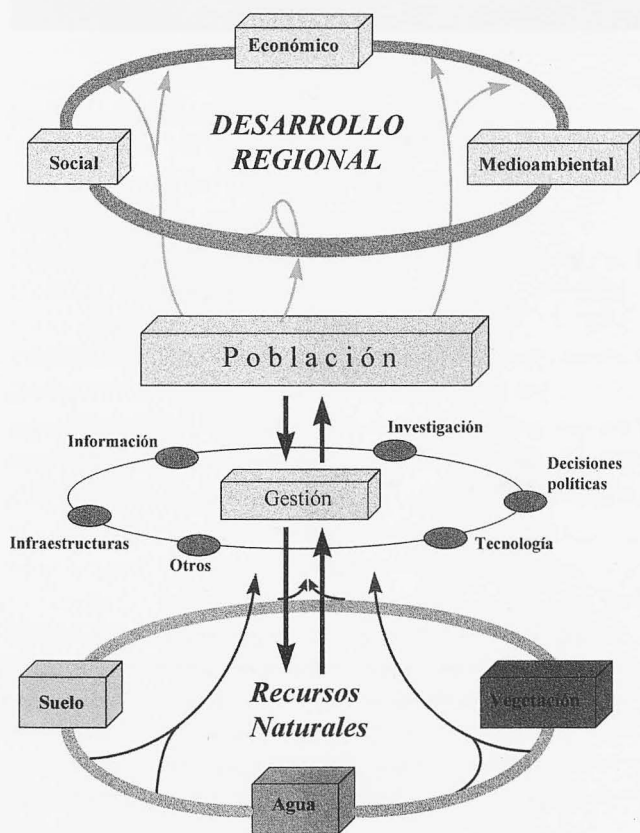 Económico
DESARROLLO
REGIONAL
Social
Medioambiental
Población
Información
Investigación
Decisiones
políticas
Gestión
Infraestructuras
Otros
Tecnología
Suelo
Recursos
Naturales
Vegetación
Agua